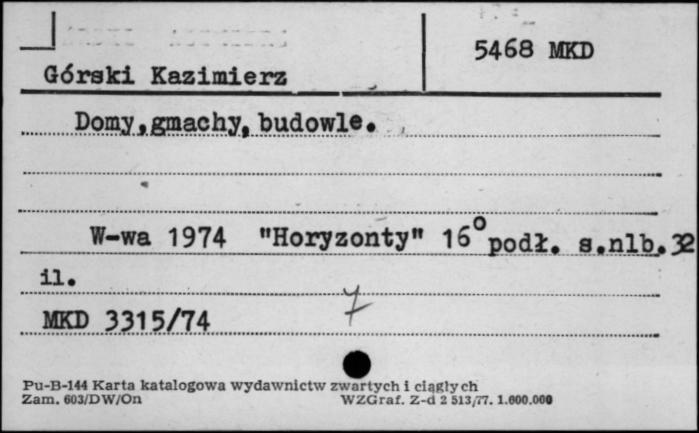 5468 MKD
Górski Kazimierz
Domy, gmachy, budowle.
W-wa 1974 "Horyzonty" 16° podł. s.nlb.32
il.
MKD 3315/74 7
Pu-B-144 Karta katalogowa wydawnictw zwartych i ciągłych
Zam. 603/DW/On WZGraf. Z-d 2 513/77. 1.600.000